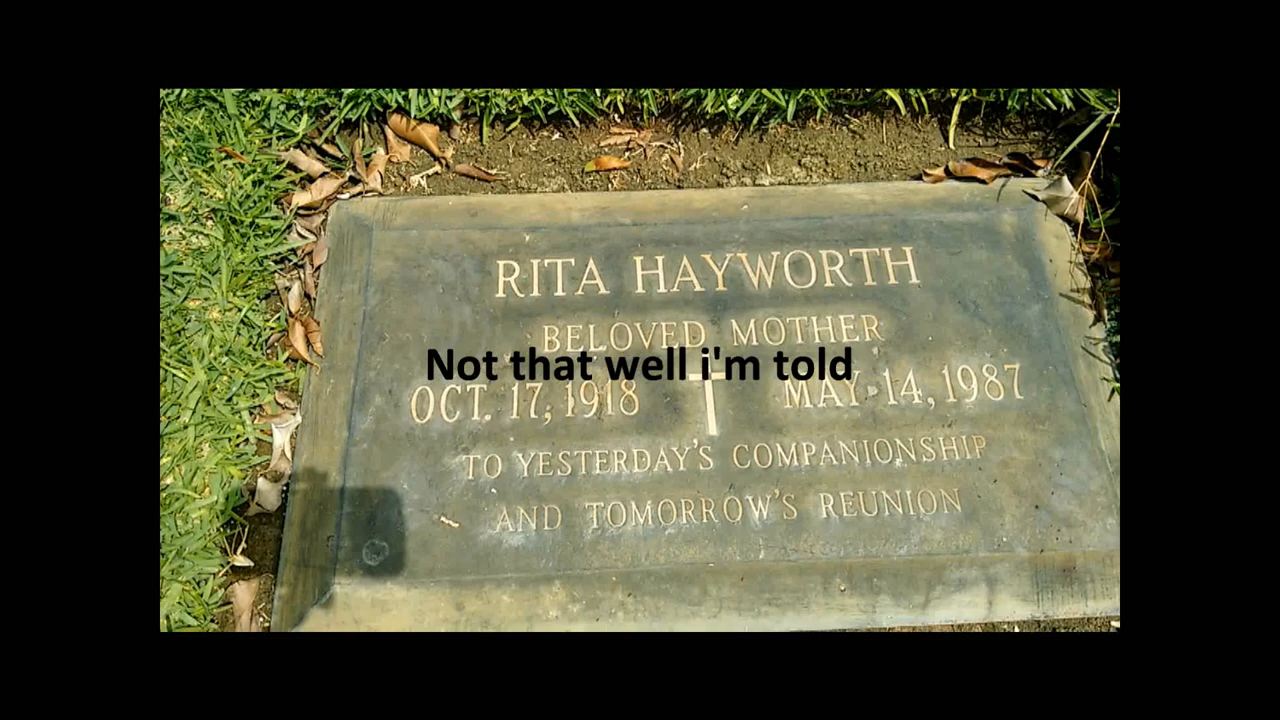 RITA HAYWORTH
BELOVED MOTHER
Not that well i'm told
OCT. 17, 1918 MAY 14, 1987
TO YESTERDAY'S COMPANIONSHIP
AND TOMORROW'S REUNION